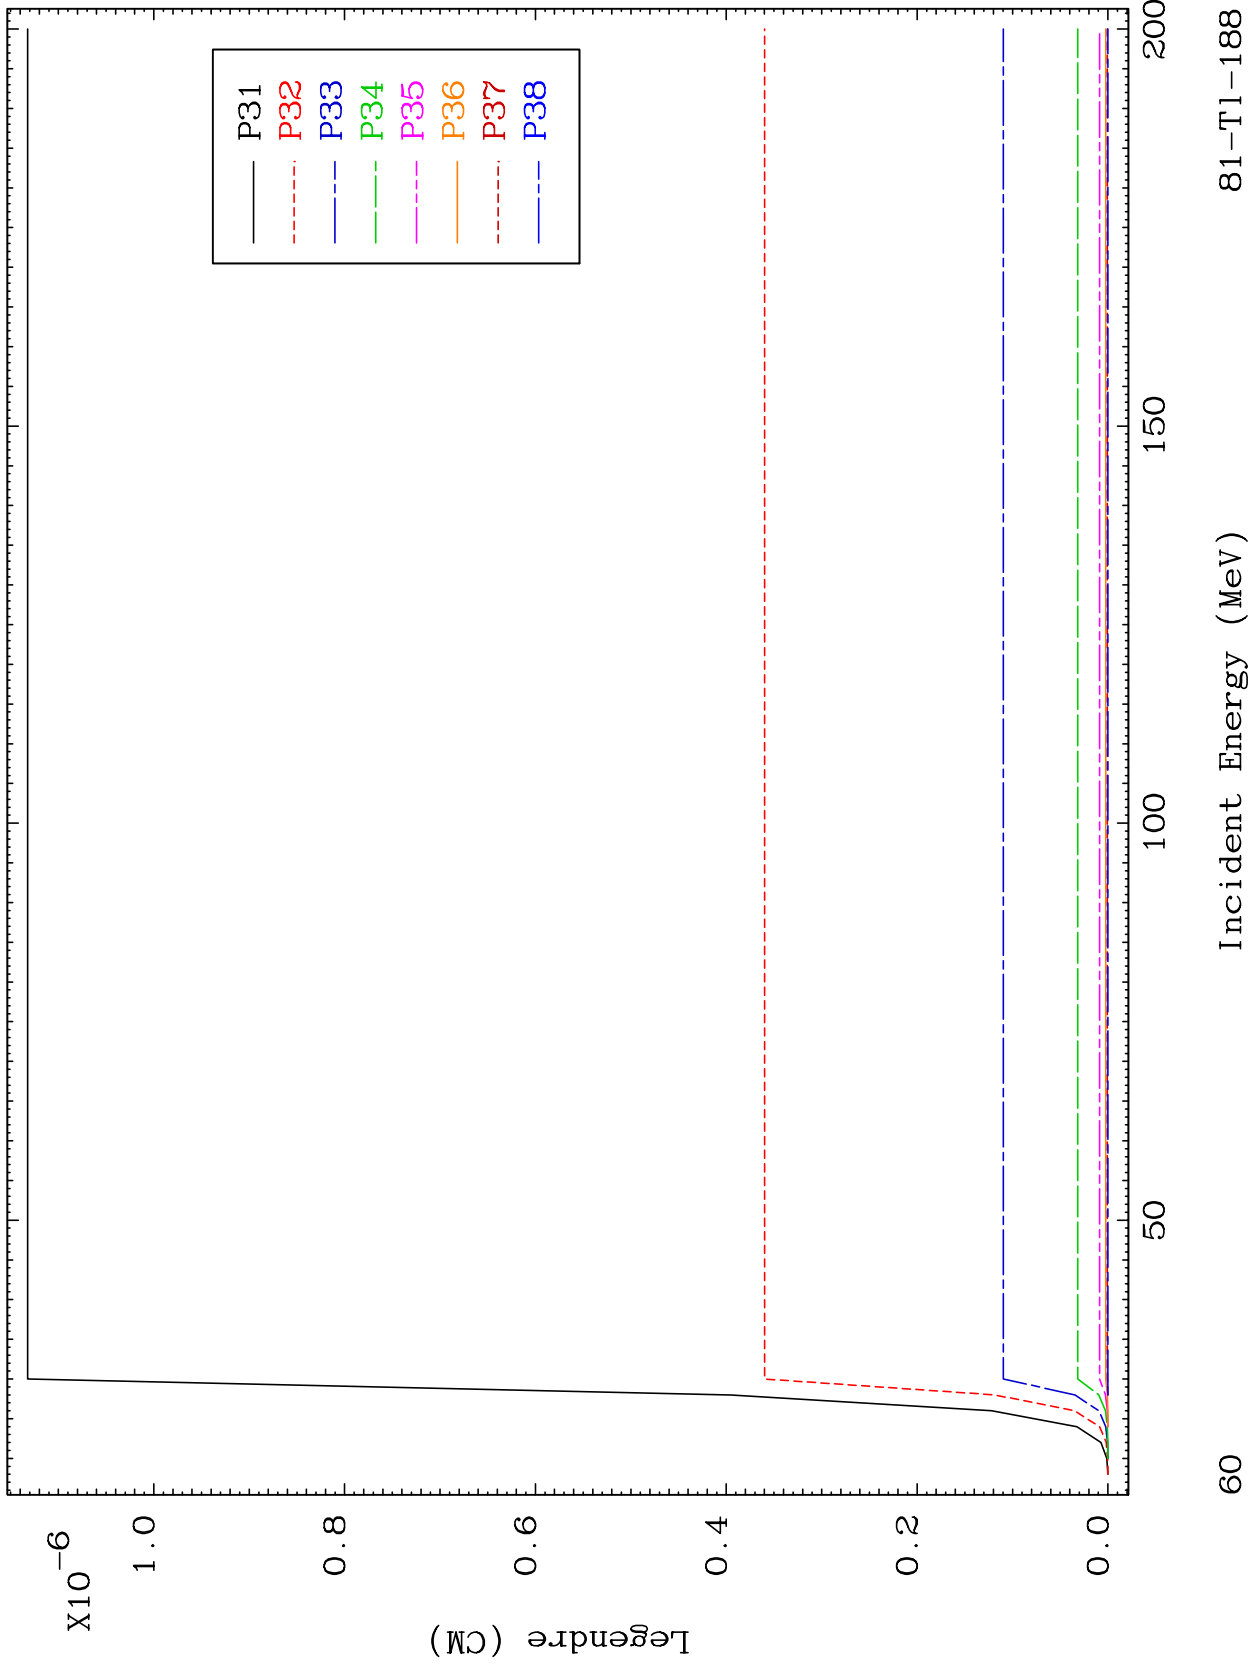 X10-6
1.0
0.8
0.6
0.4
0.2
0.0
Legendre (CM)
P31
P32
P33
P34
P35
P36
P37
P38
50
100
150
200
60
Incident Energy (MeV)
81-Tl-188